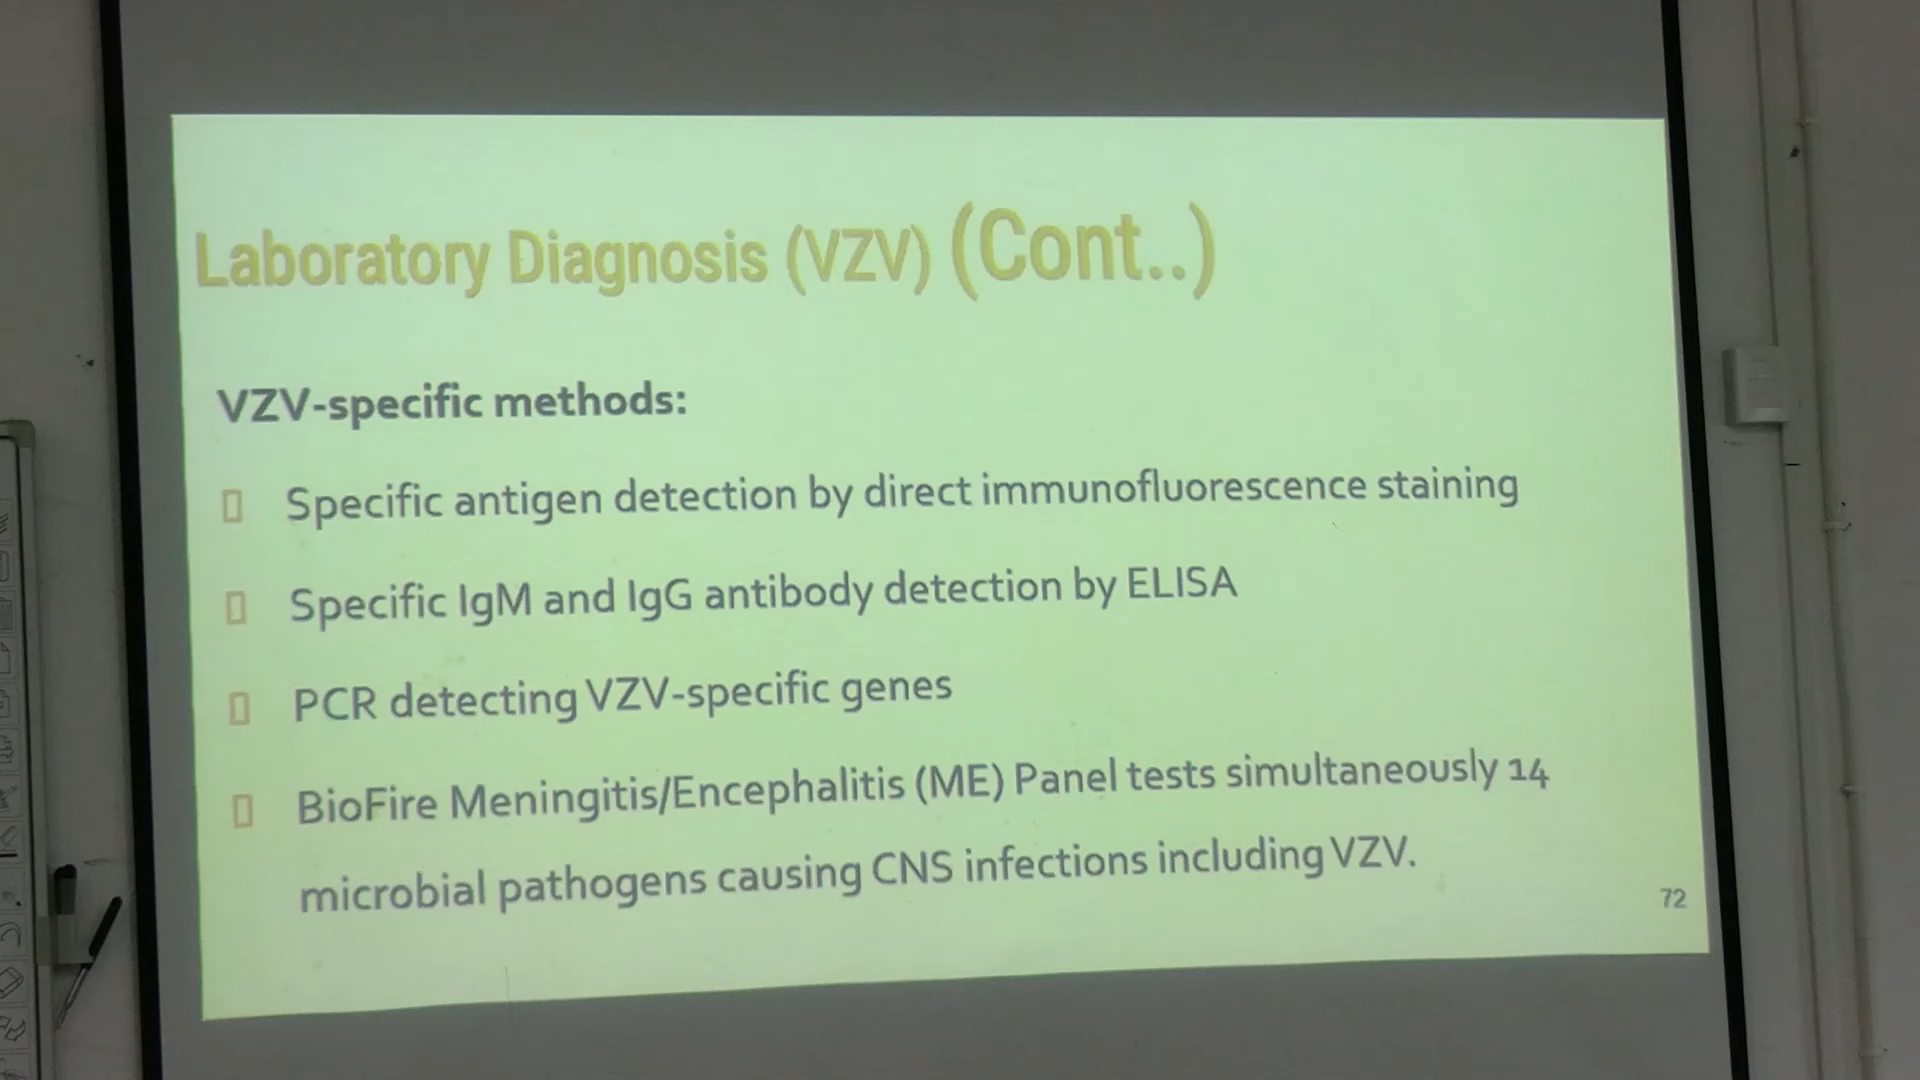 Laboratory Diagnosis (VZV) (Cont..)
VZV-specific methods:
Specific antigen detection by direct immunofluorescence staining
Specific IgM and IgG antibody detection by ELISA
PCR detecting VZV-specific genes
BioFire Meningitis/Encephalitis (ME) Panel tests simultaneously 14
microbial pathogens causing CNS infections including VZV.
72